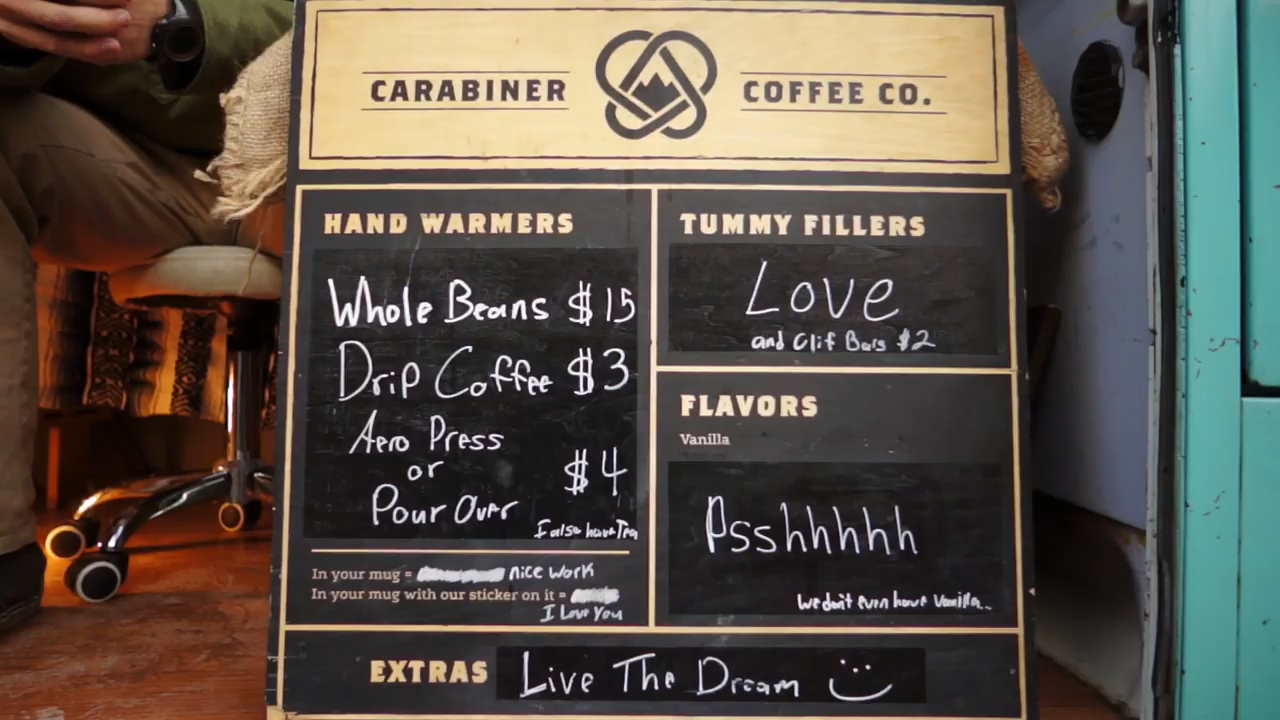 CARABINER COFFEE CO.
HAND WARMERS
Whole Beans $15
Drip Coffee $3
Aero Press
or
$4
Pour Over
I also have Tea
In your mug = nice work
In your mug with our sticker on it =
I Love You
TUMMY FILLERS
Love
and Clif Bars $2
FLAVORS
Vanilla
Psshhhhh
we don't even have Vanilla..
EXTRAS Live The Dream